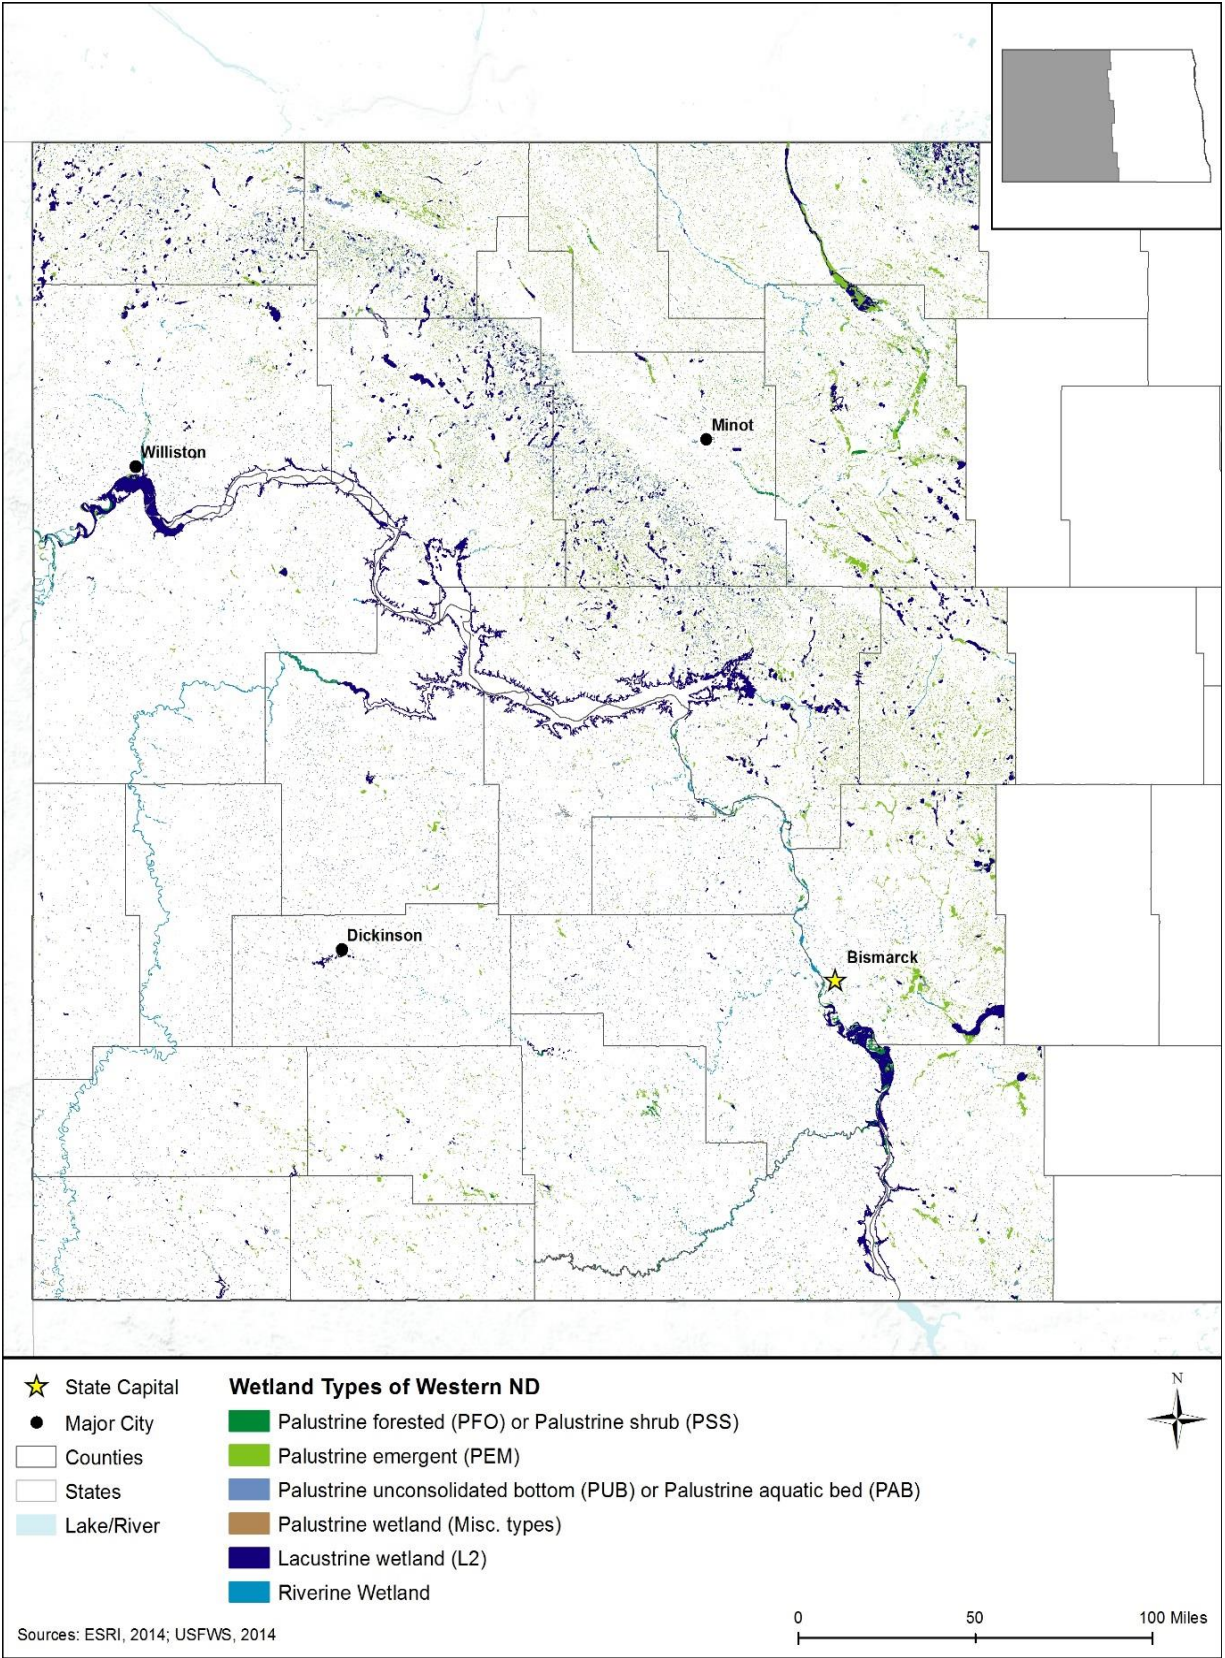 Minot
Williston
Dickinson
Bismarck
State Capital
Major City
Counties
States
Lake/River
Wetland Types of Western ND
Palustrine forested (PFO) or Palustrine shrub (PSS)
Palustrine emergent (PEM)
Palustrine unconsolidated bottom (PUB) or Palustrine aquatic bed (PAB)
Palustrine wetland (Misc. types)
Lacustrine wetland (L2)
Riverine Wetland
N
0 50 100 Miles
Sources: ESRI, 2014; USFWS, 2014